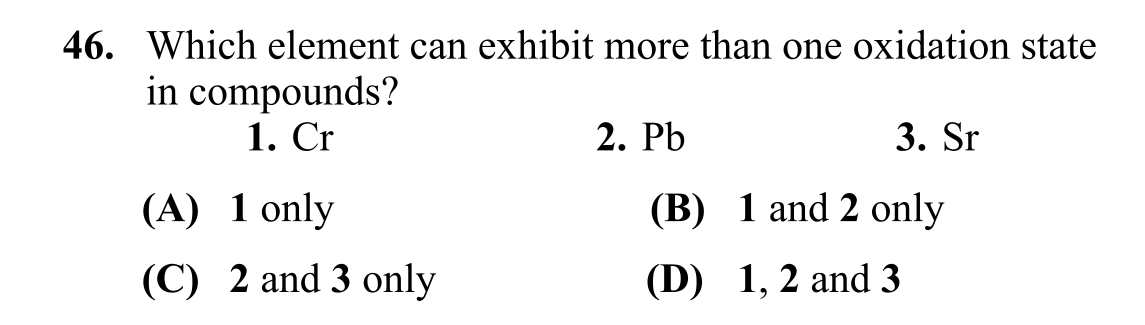 46. Which element can exhibit more than one oxidation state
in compounds?
1. Cr 2. Pb 3. Sr
(A) 1 only (B) 1 and 2 only
(C) 2 and 3 only (D) 1, 2 and 3